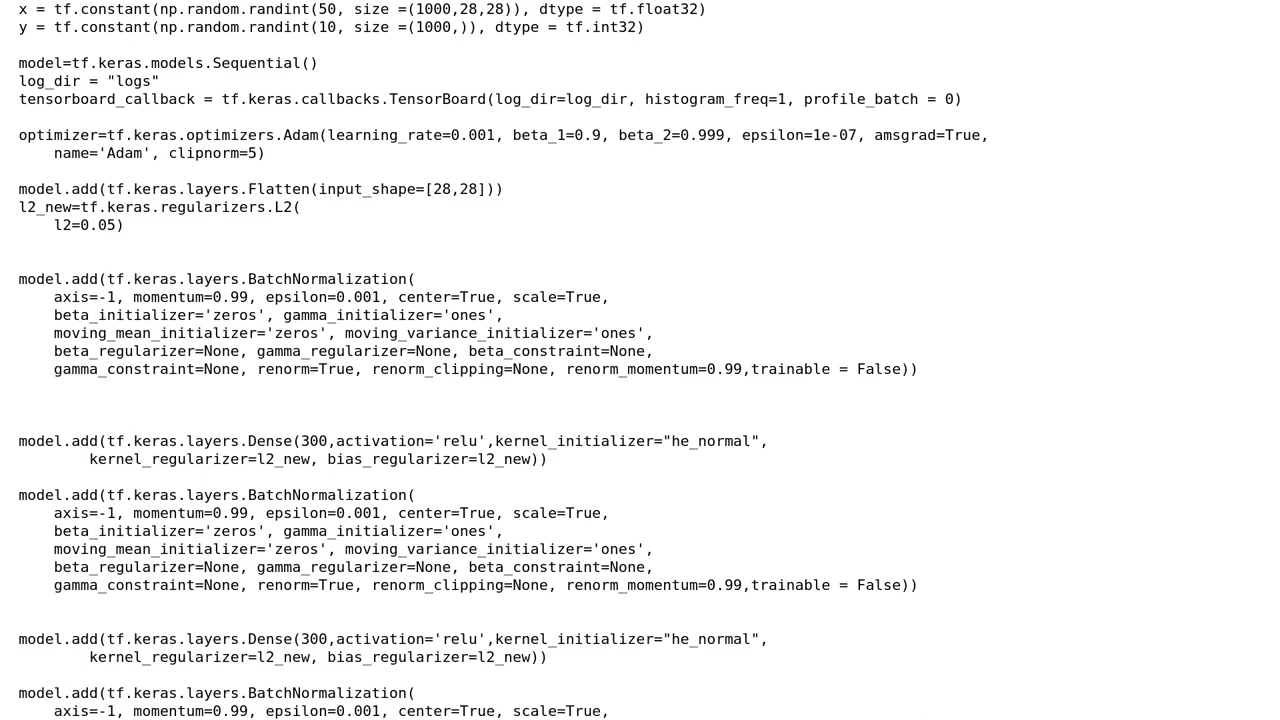 x = tf.constant(np.random.randint(50, size =(1000,28,28)), dtype = tf.float32)
y = tf.constant(np.random.randint(10, size =(1000,)), dtype = tf.int32)
model=tf.keras.models.Sequential()
log_dir = "logs"
tensorboard_callback = tf.keras.callbacks.TensorBoard(log_dir=log_dir, histogram_freq=1, profile_batch = 0)
optimizer=tf.keras.optimizers.Adam(learning_rate=0.001, beta_1=0.9, beta_2=0.999, epsilon=1e-07, amsgrad=True,
    name='Adam', clipnorm=5)
model.add(tf.keras.layers.Flatten(input_shape=[28,28]))
l2_new=tf.keras.regularizers.L2(
    l2=0.05)
model.add(tf.keras.layers.BatchNormalization(
    axis=-1, momentum=0.99, epsilon=0.001, center=True, scale=True,
    beta_initializer='zeros', gamma_initializer='ones',
    moving_mean_initializer='zeros', moving_variance_initializer='ones',
    beta_regularizer=None, gamma_regularizer=None, beta_constraint=None,
    gamma_constraint=None, renorm=True, renorm_clipping=None, renorm_momentum=0.99,trainable = False))
model.add(tf.keras.layers.Dense(300,activation='relu',kernel_initializer="he_normal",
        kernel_regularizer=l2_new, bias_regularizer=l2_new))
model.add(tf.keras.layers.BatchNormalization(
    axis=-1, momentum=0.99, epsilon=0.001, center=True, scale=True,
    beta_initializer='zeros', gamma_initializer='ones',
    moving_mean_initializer='zeros', moving_variance_initializer='ones',
    beta_regularizer=None, gamma_regularizer=None, beta_constraint=None,
    gamma_constraint=None, renorm=True, renorm_clipping=None, renorm_momentum=0.99,trainable = False))
model.add(tf.keras.layers.Dense(300,activation='relu',kernel_initializer="he_normal",
        kernel_regularizer=l2_new, bias_regularizer=l2_new))
model.add(tf.keras.layers.BatchNormalization(
    axis=-1, momentum=0.99, epsilon=0.001, center=True, scale=True,